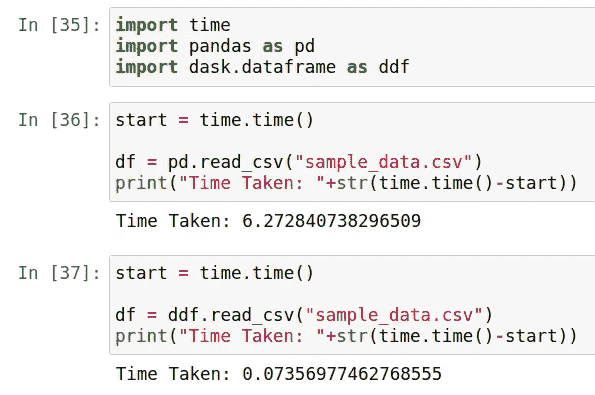 In [35]: import time
import pandas as pd
import dask.dataframe as ddf
In [36]: start = time.time()
df = pd.read_csv("sample_data.csv")
print("Time Taken: "+str(time.time()-start))
Time Taken: 6.272840738296509
In [37]: start = time.time()
df = ddf.read_csv("sample_data.csv")
print("Time Taken: "+str(time.time()-start))
Time Taken: 0.07356977462768555